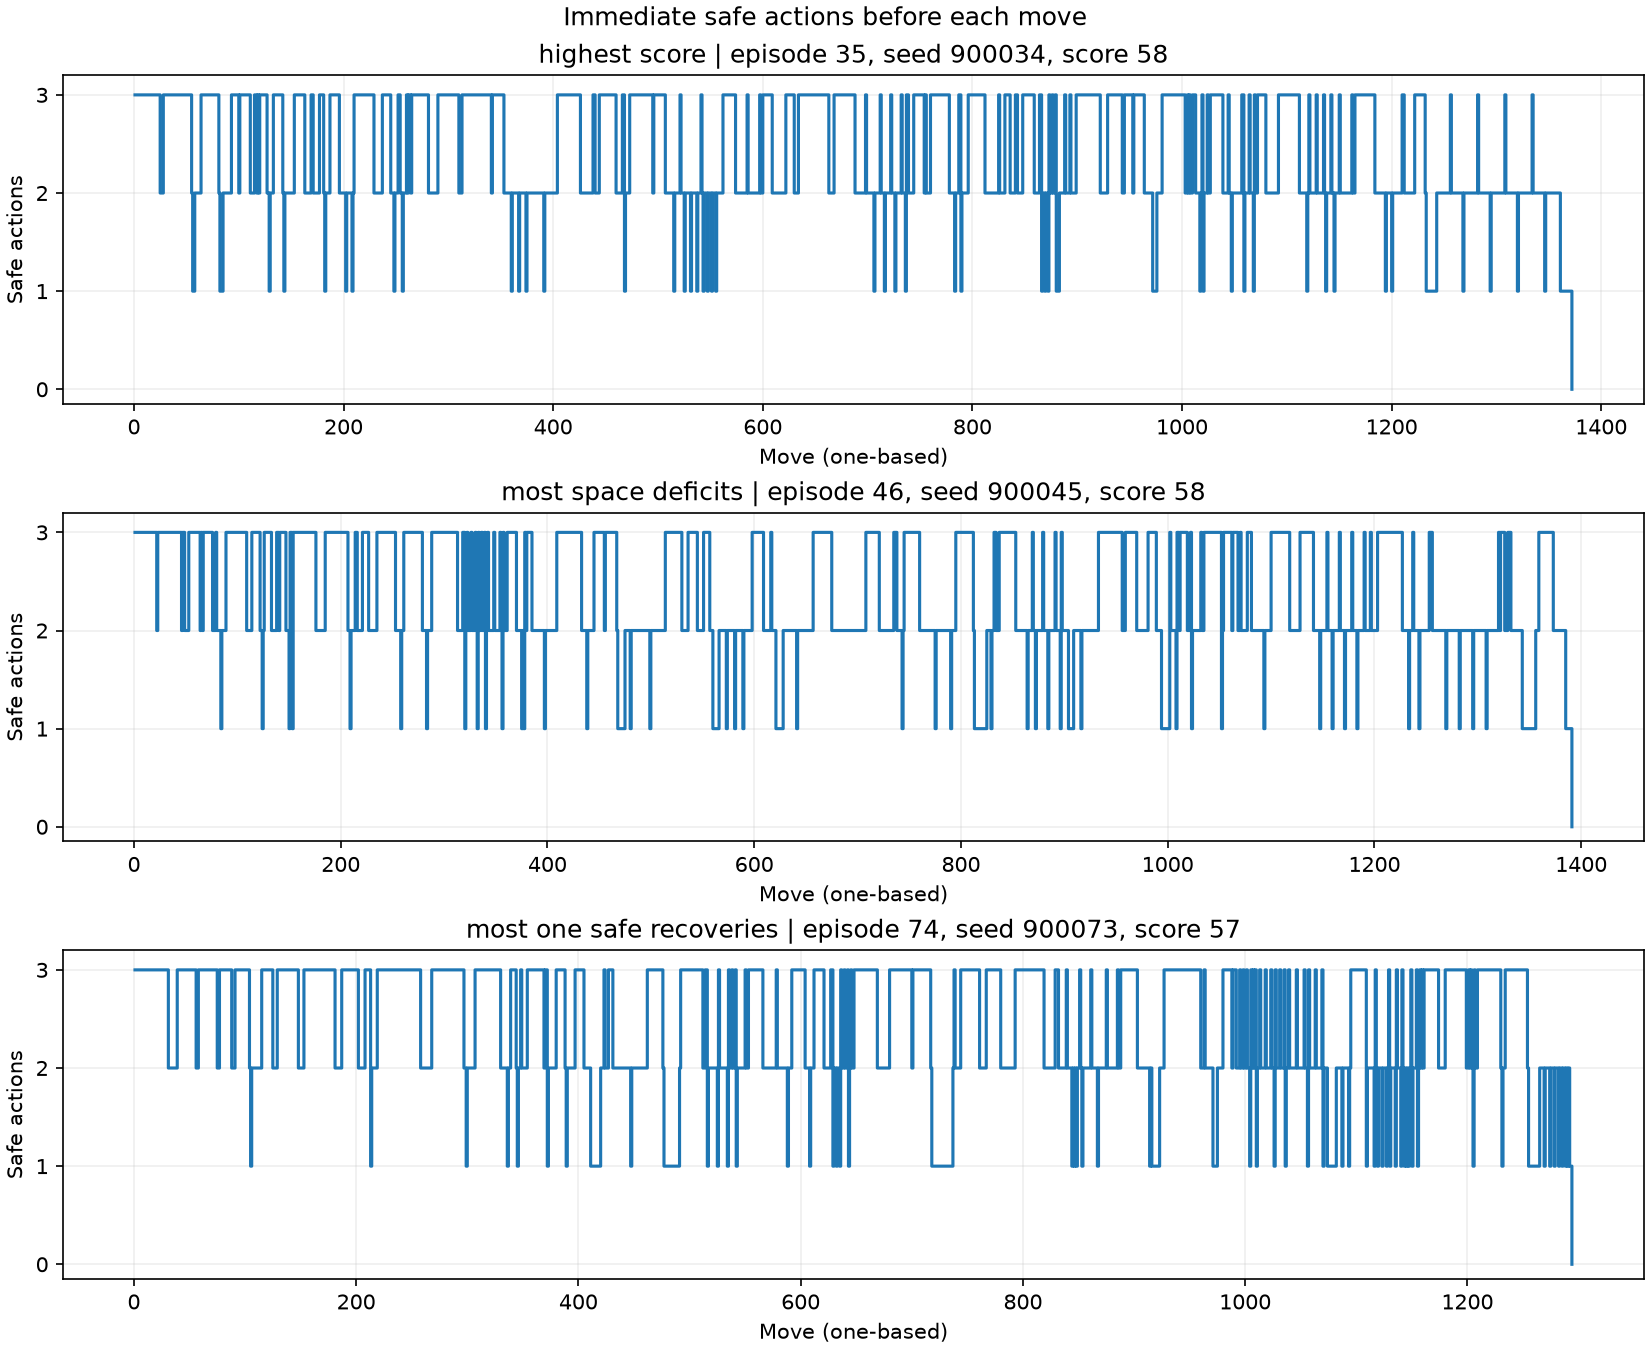 Immediate safe actions before each move
highest score | episode 35, seed 900034, score 58
3
2
1
0
Safe actions
0 200 400 600 800 1000 1200 1400
Move (one-based)
most space deficits | episode 46, seed 900045, score 58
3
2
1
0
Safe actions
0 200 400 600 800 1000 1200 1400
Move (one-based)
most one safe recoveries | episode 74, seed 900073, score 57
3
2
1
0
Safe actions
0 200 400 600 800 1000 1200
Move (one-based)